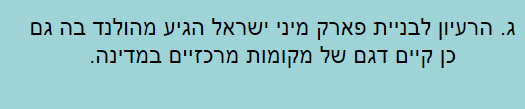 ג. הרעיון לבניית פארק מיני ישראל הגיע מהולנד בה גם
כן קיים דגם של מקומות מרכזיים במדינה.